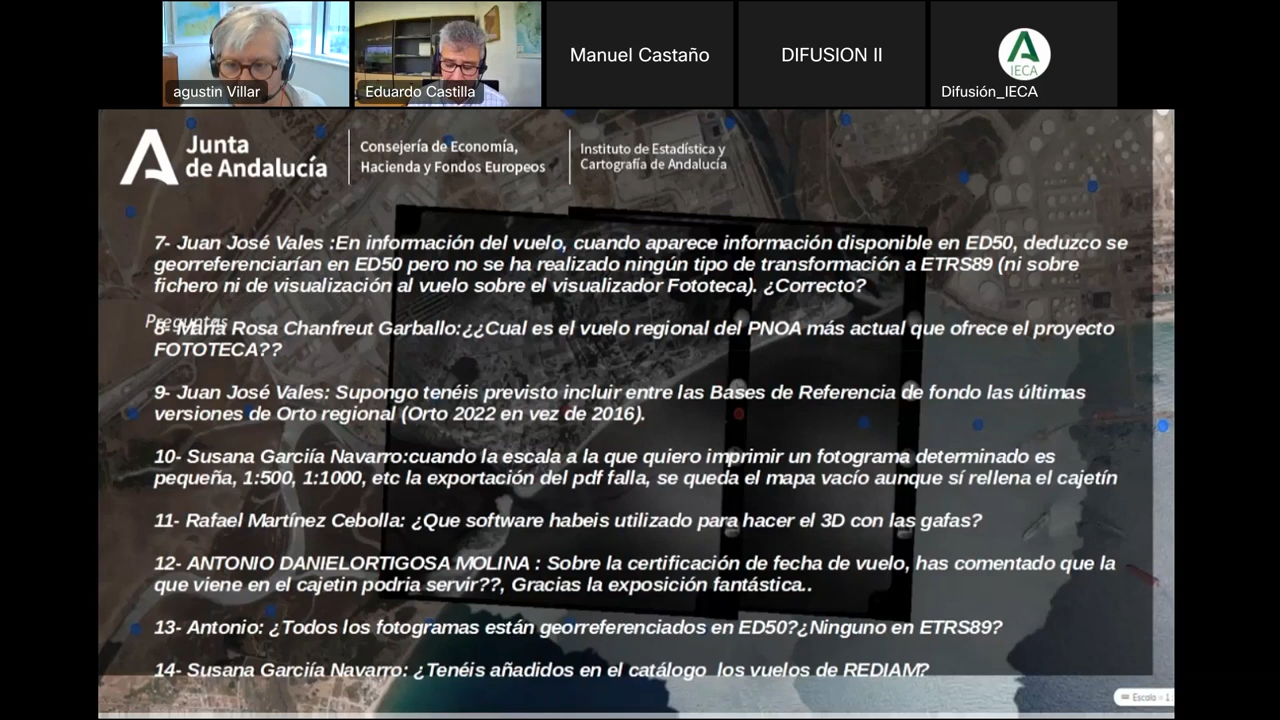 agustin Villar
Eduardo Castilla
Manuel Castaño
DIFUSION II
IECA
Difusión_IECA
Junta
de Andalucía
Consejería de Economía,
Hacienda y Fondos Europeos
Instituto de Estadística y
Cartografía de Andalucía
7- Juan José Vales :En información del vuelo, cuando aparece información disponible en ED50, deduzco se
georreferenciarían en ED50 pero no se ha realizado ningún tipo de transformación a ETRS89 (ni sobre
fichero ni de visualización al vuelo sobre el visualizador Fototeca). ¿Correcto?
Preguntas
8- María Rosa Chanfreut Garballo:¿¿Cual es el vuelo regional del PNOA más actual que ofrece el proyecto
FOTOTECA??
9- Juan José Vales: Supongo tenéis previsto incluir entre las Bases de Referencia de fondo las últimas
versiones de Orto regional (Orto 2022 en vez de 2016).
10- Susana Garciía Navarro:cuando la escala a la que quiero imprimir un fotograma determinado es
pequeña, 1:500, 1:1000, etc la exportación del pdf falla, se queda el mapa vacío aunque sí rellena el cajetín
11- Rafael Martínez Cebolla: ¿Que software habeis utilizado para hacer el 3D con las gafas?
12- ANTONIO DANIELORTIGOSA MOLINA : Sobre la certificación de fecha de vuelo, has comentado que la
que viene en el cajetin podria servir??, Gracias la exposición fantástica..
13- Antonio: ¿Todos los fotogramas están georreferenciados en ED50?¿Ninguno en ETRS89?
14- Susana Garciía Navarro: ¿Tenéis añadidos en el catálogo los vuelos de REDIAM?
Escala = 1: